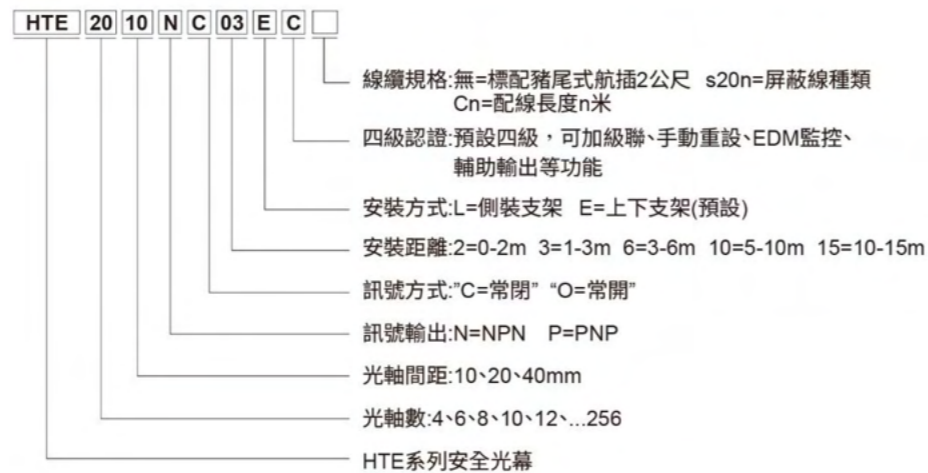 HTE 20 10 N C 03 E C
線纜規格:無=標配豬尾式航插2公尺 s20n=屏蔽線種類
Cn=配線長度n米
四級認證:預設四級，可加級聯、手動重設、EDM監控、
輔助輸出等功能
安裝方式:L=側裝支架 E=上下支架(預設)
安裝距離:2=0-2m 3=1-3m 6=3-6m 10=5-10m 15=10-15m
訊號方式:”C=常閉” “O=常開”
訊號輸出:N=NPN P=PNP
光軸間距:10、20、40mm
光軸數:4、6、8、10、12、...256
HTE系列安全光幕